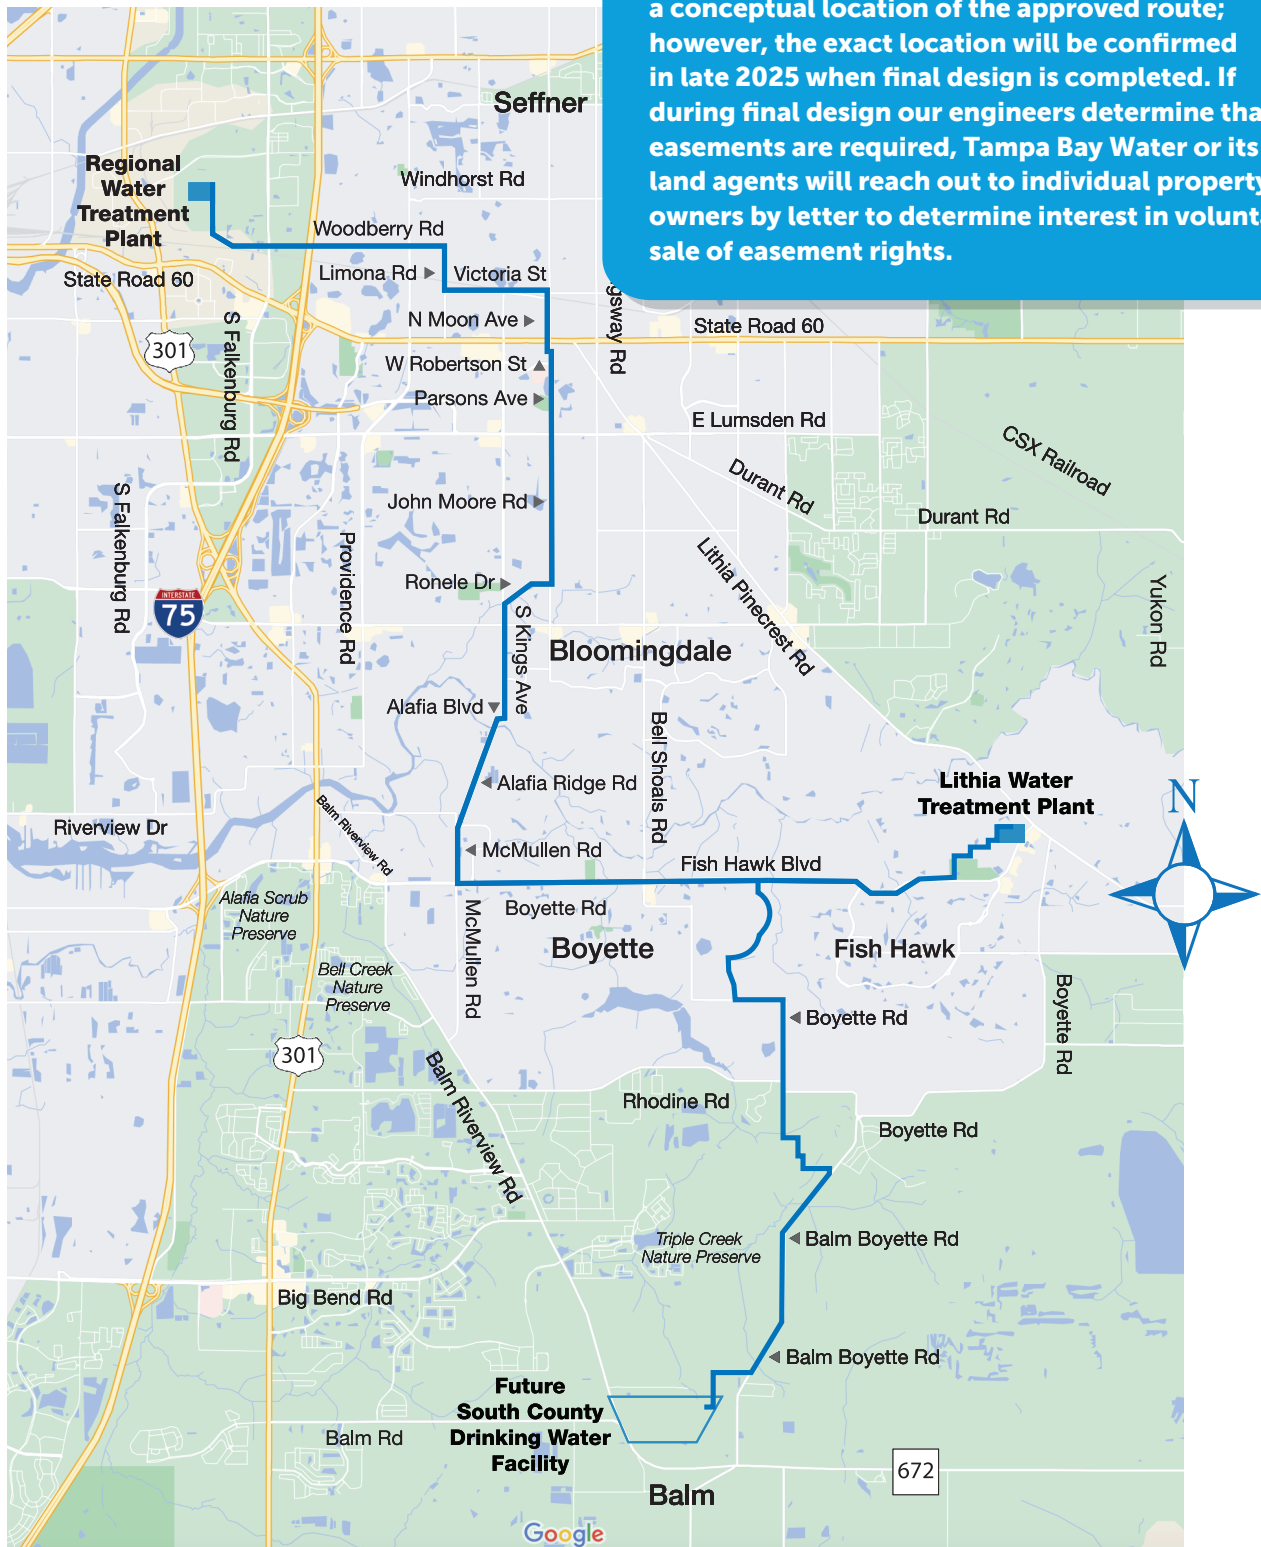 a conceptual location of the approved route;
however, the exact location will be confirmed
in late 2025 when final design is completed. If
during final design our engineers determine tha
easements are required, Tampa Bay Water or its
land agents will reach out to individual property
owners by letter to determine interest in volunt
sale of easement rights.
Seffner
Regional
Water
Treatment
Plant
Windhorst Rd
Woodberry Rd
State Road 60
Limona Rd
Victoria St
N Moon Ave
gsway Rd
State Road 60
301
S Falkenburg Rd
W Robertson St
Parsons Ave
E Lumsden Rd
CSX Railroad
Durant Rd
John Moore Rd
Durant Rd
S Falkenburg Rd
Providence Rd
Lithia Pinecrest Rd
Ronele Dr
Yukon Rd
INTERSTATE
75
S Kings Ave
Bloomingdale
Alafia Blvd
Bell Shoals Rd
Alafia Ridge Rd
Lithia Water
Treatment Plant
N
Balm Riverview Rd
Riverview Dr
McMullen Rd
Fish Hawk Blvd
Alafia Scrub
Nature
Preserve
McMullen Rd
Boyette Rd
Boyette
Fish Hawk
Bell Creek
Nature
Preserve
Boyette Rd
Boyette Rd
301
Balm Riverview Rd
Rhodine Rd
Boyette Rd
Triple Creek
Nature Preserve
Balm Boyette Rd
Big Bend Rd
Balm Boyette Rd
Future
South County
Drinking Water
Facility
Balm Rd
672
Balm
Google